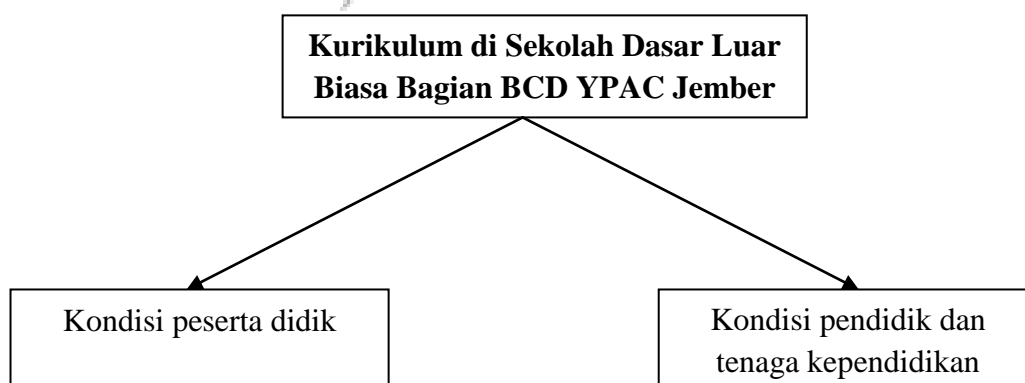 Kurikulum di Sekolah Dasar Luar
Biasa Bagian BCD YPAC Jember
Kondisi peserta didik
Kondisi pendidik dan
tenaga kependidikan